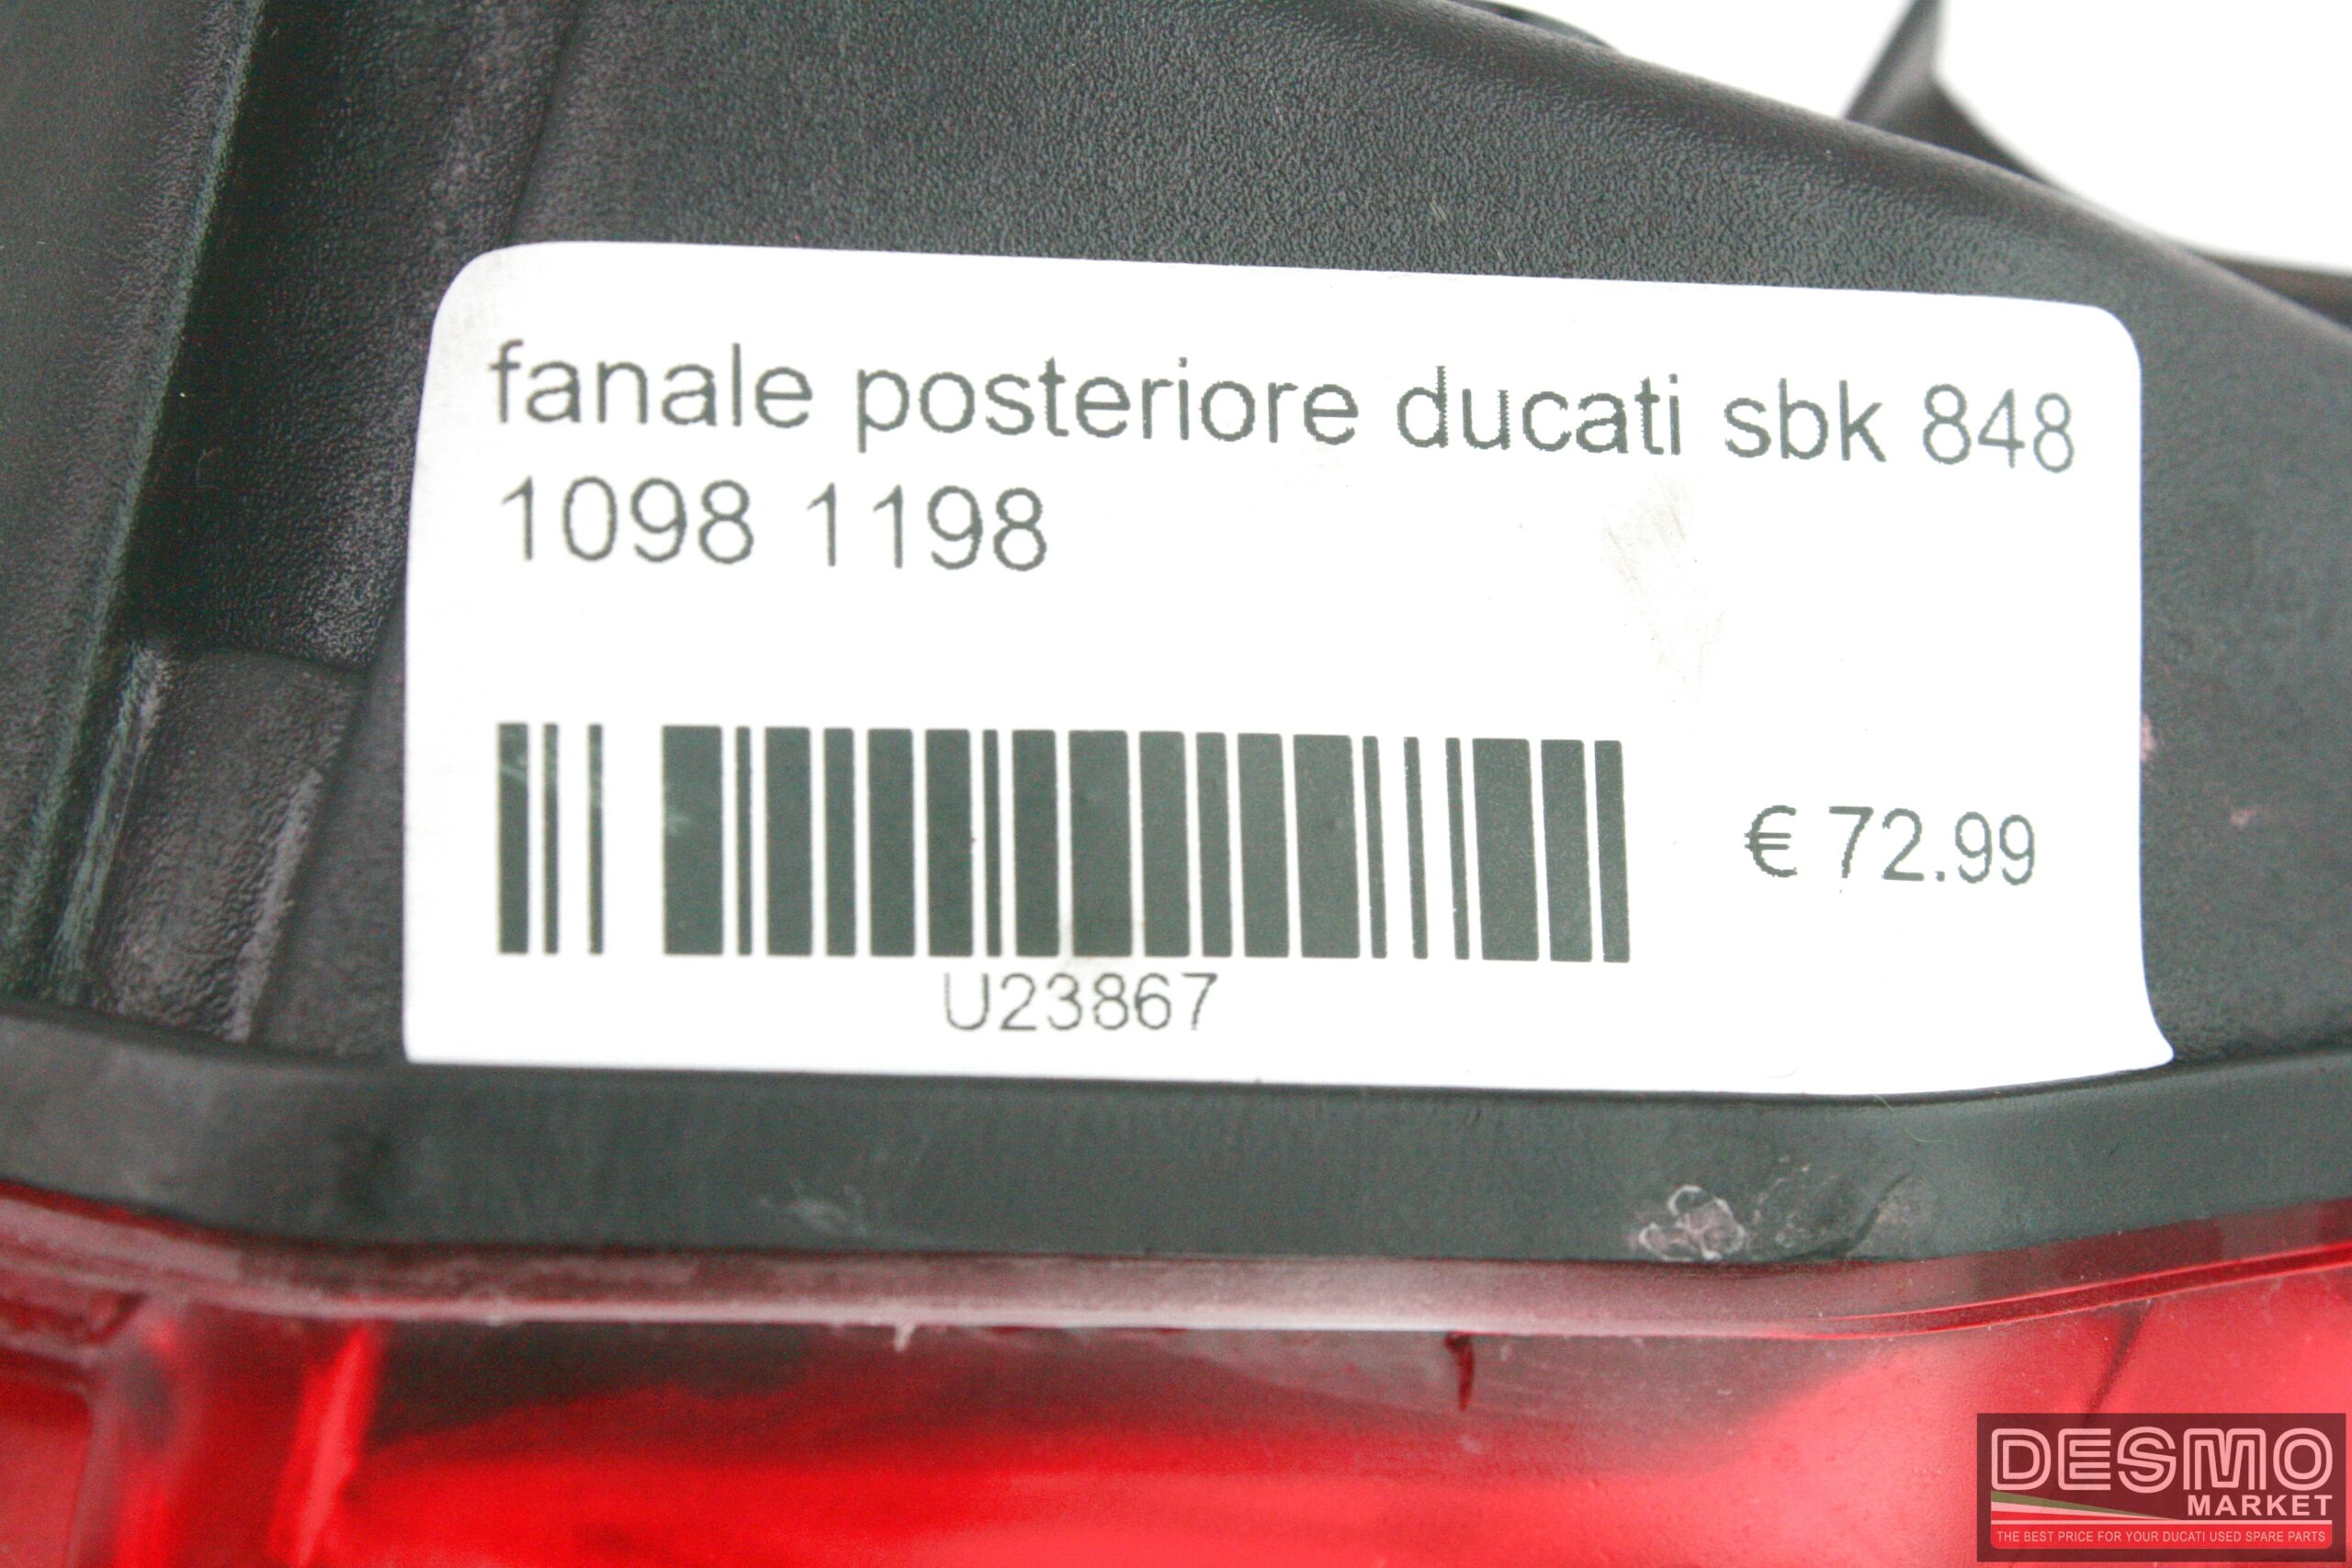 fanale posteriore ducati sbk 848
1098 1198
€ 72.99
U23867
DESMO
MARKET
THE BEST PRICE FOR YOUR DUCATI USED SPARE PARTS